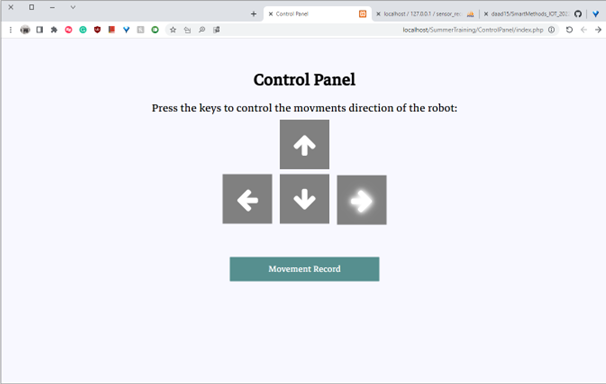 Control Panel
localhost / 127.0.0.1 / sensor_m
daad15/SmartMethods_IOT_202
localhost/SummerTraining/ControlPanel/index.php
Control Panel
Press the keys to control the movments direction of the robot:
Movement Record